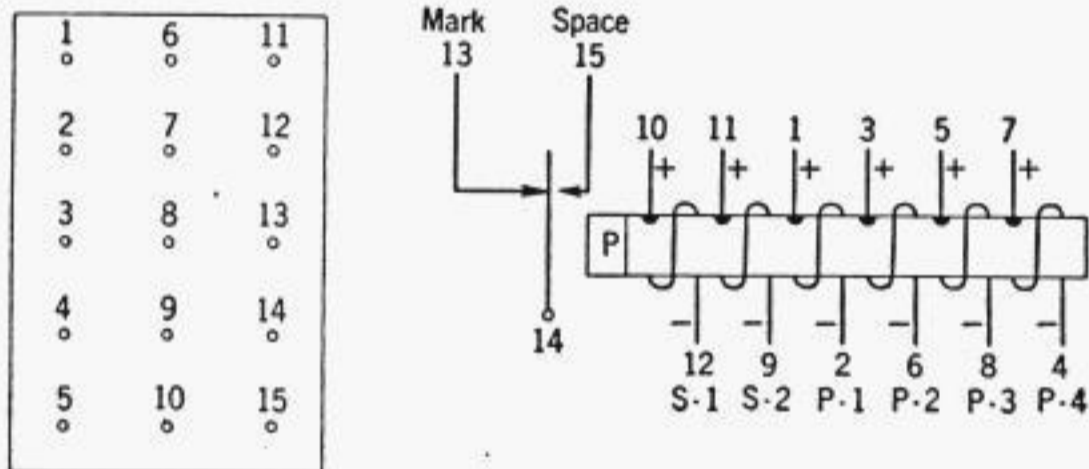 1 6 11
2 7 12
3 8 13
4 9 14
5 10 15
Mark Space
13 15
14
10 11 1 3 5 7
+ + + + + +
P
− − − − − −
12 9 2 6 8 4
S·1 S·2 P·1 P·2 P·3 P·4